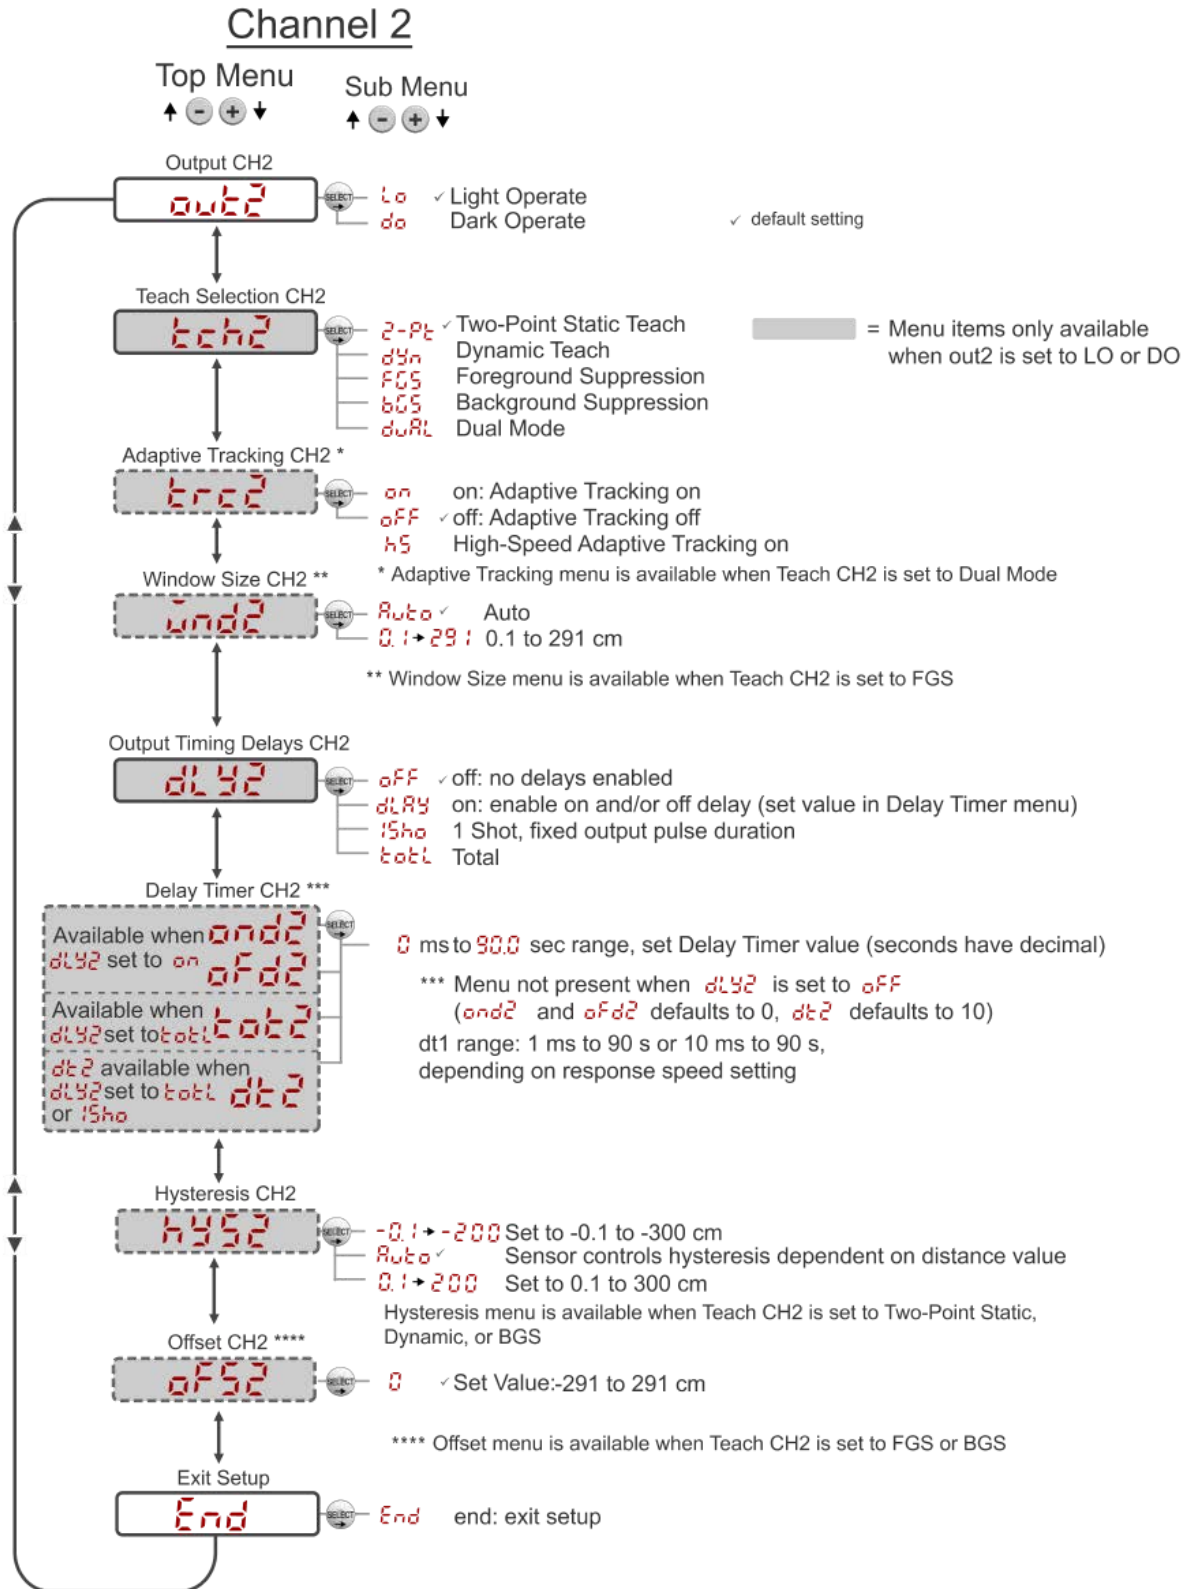 Channel 2
Top Menu
Sub Menu
- +
- +
Output CH2
out2
SELECT
Lo ✓ Light Operate
do Dark Operate
✓ default setting
Teach Selection CH2
tch2
SELECT
2-Pt ✓ Two-Point Static Teach
dYn Dynamic Teach
FGS Foreground Suppression
bGS Background Suppression
duAL Dual Mode
= Menu items only available
when out2 is set to LO or DO
Adaptive Tracking CH2 *
trc2
SELECT
on on: Adaptive Tracking on
oFF ✓ off: Adaptive Tracking off
hS High-Speed Adaptive Tracking on
* Adaptive Tracking menu is available when Teach CH2 is set to Dual Mode
Window Size CH2 **
und2
SELECT
Auto ✓ Auto
0.1 → 291 0.1 to 291 cm
** Window Size menu is available when Teach CH2 is set to FGS
Output Timing Delays CH2
dLY2
SELECT
oFF ✓ off: no delays enabled
dLAY on: enable on and/or off delay (set value in Delay Timer menu)
1Sho 1 Shot, fixed output pulse duration
totL Total
Delay Timer CH2 ***
Available when ond2
dLY2 set to on oFd2
SELECT
Available when
dLY2 set to totL tot2
dt2 available when
dLY2 set to totL dt2
or 1Sho
0 ms to 90.0 sec range, set Delay Timer value (seconds have decimal)
*** Menu not present when dLY2 is set to oFF
(ond2 and oFd2 defaults to 0, dt2 defaults to 10)
dt1 range: 1 ms to 90 s or 10 ms to 90 s,
depending on response speed setting
Hysteresis CH2
hYS2
SELECT
-0.1 → -200 Set to -0.1 to -300 cm
Auto ✓ Sensor controls hysteresis dependent on distance value
0.1 → 200 Set to 0.1 to 300 cm
Hysteresis menu is available when Teach CH2 is set to Two-Point Static,
Dynamic, or BGS
Offset CH2 ****
oFS2
SELECT
0 ✓ Set Value:-291 to 291 cm
**** Offset menu is available when Teach CH2 is set to FGS or BGS
Exit Setup
End
SELECT
End end: exit setup